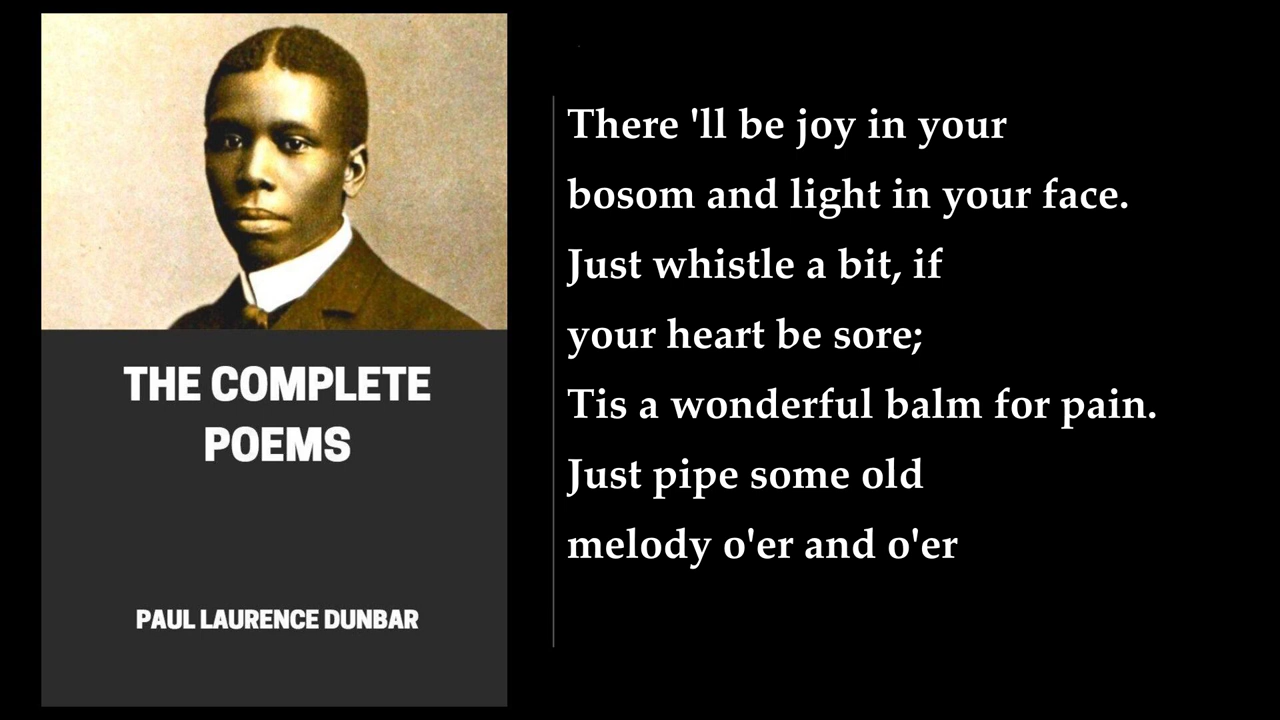 THE COMPLETE
POEMS
PAUL LAURENCE DUNBAR
There 'll be joy in your
bosom and light in your face.
Just whistle a bit, if
your heart be sore;
Tis a wonderful balm for pain.
Just pipe some old
melody o'er and o'er